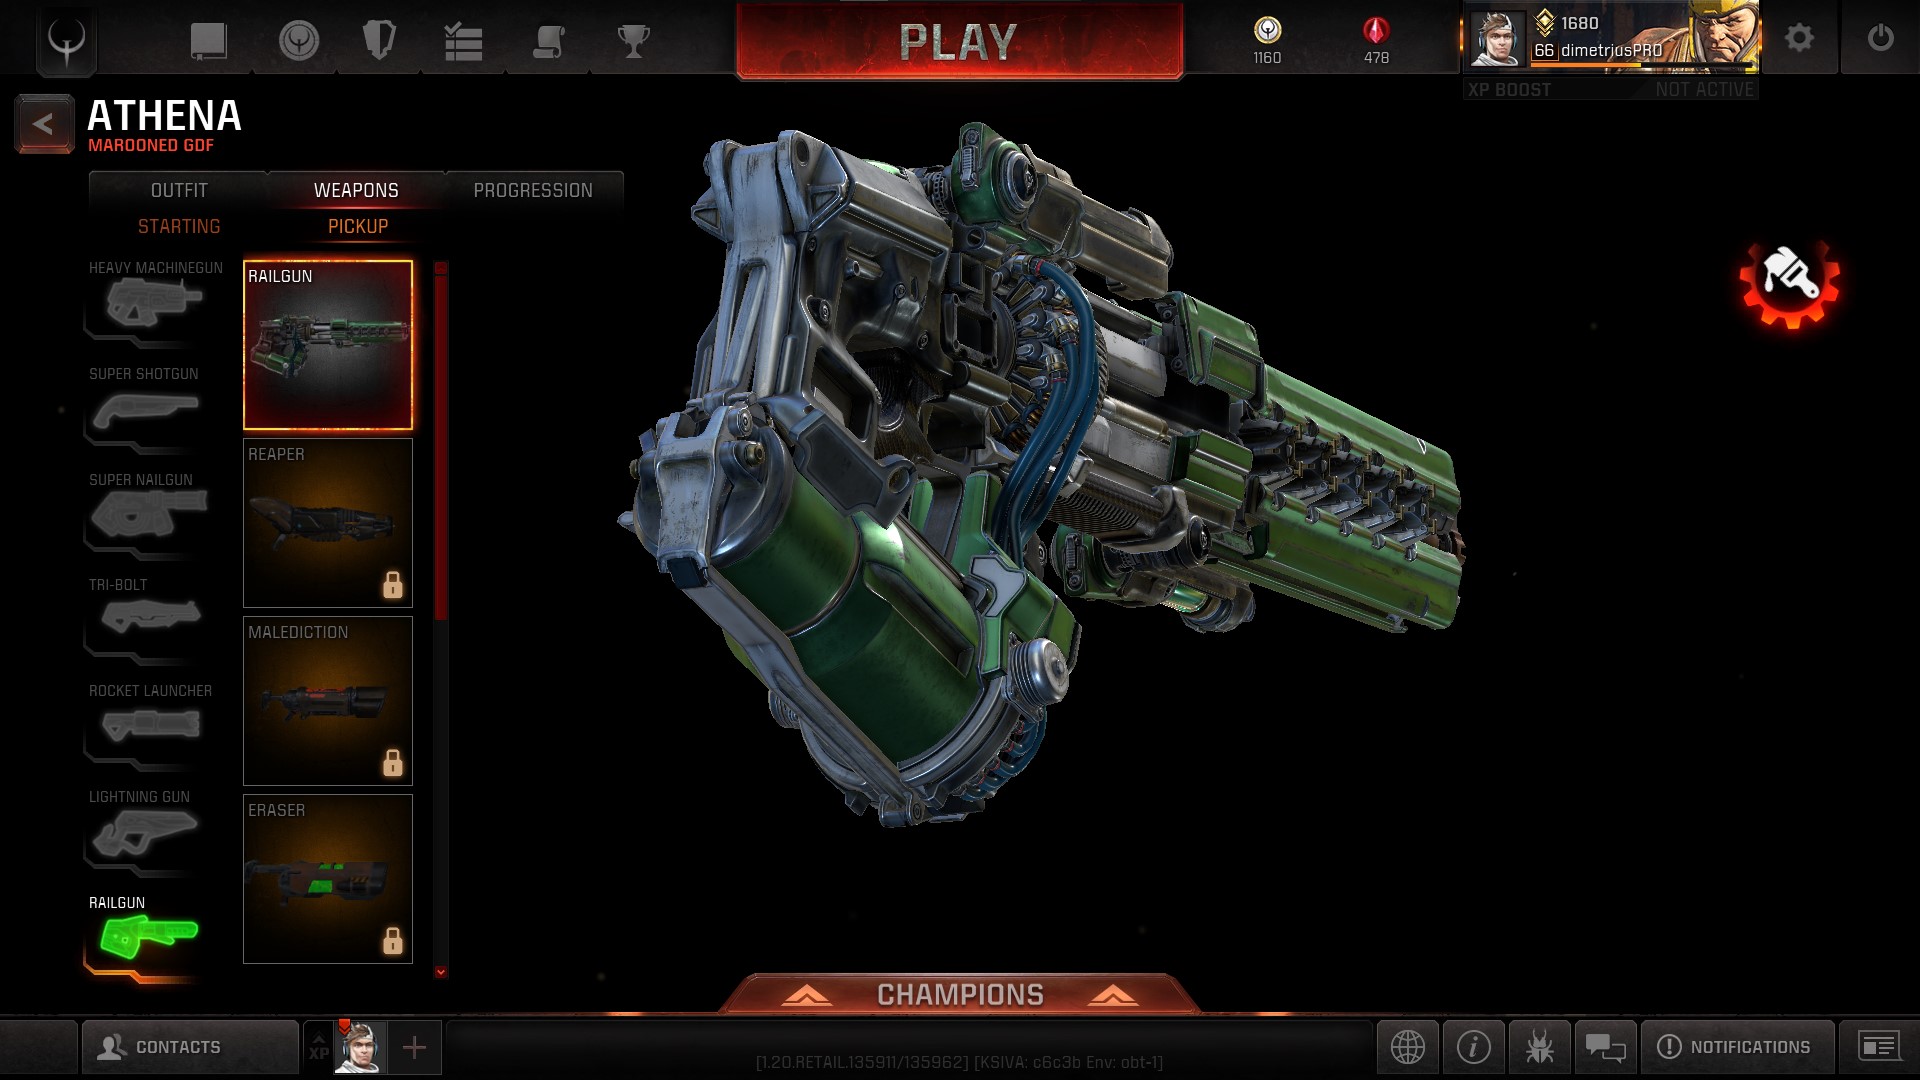 PLAY
1160
478
1680
66 dimetriusPRO
XP BOOST
NOT ACTIVE
<
ATHENA
MAROONED GDF
OUTFIT
WEAPONS
PROGRESSION
STARTING
PICKUP
HEAVY MACHINEGUN
SUPER SHOTGUN
SUPER NAILGUN
TRI-BOLT
ROCKET LAUNCHER
LIGHTNING GUN
RAILGUN
RAILGUN
REAPER
MALEDICTION
ERASER
CHAMPIONS
CONTACTS
XP
+
[1.20.RETAIL.135911/135962] [KSIVA: c6c3b Env: obt-1]
NOTIFICATIONS